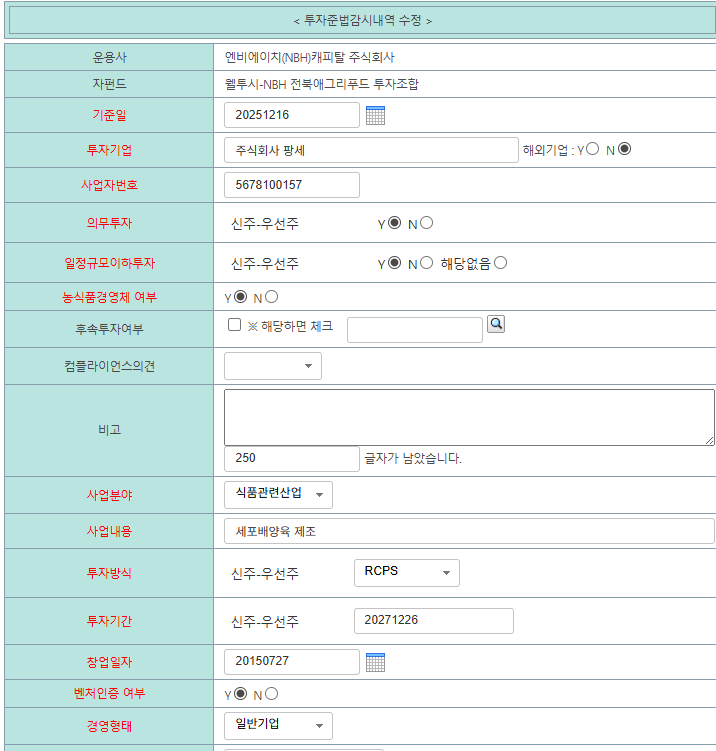 < 투자준법감시내역 수정 >
운용사 엔비에이치(NBH)캐피탈 주식회사
자펀드 웰투시-NBH 전북애그리푸드 투자조합
기준일 20251216
투자기업 주식회사 팡세 해외기업 : Y N
사업자번호 5678100157
의무투자 신주-우선주 Y N
일정규모이하투자 신주-우선주 Y N 해당없음
농식품경영체 여부 Y N
후속투자여부 ※ 해당하면 체크
컴플라이언스의견
비고
250 글자가 남았습니다.
사업분야 식품관련산업
사업내용 세포배양육 제조
투자방식 신주-우선주 RCPS
투자기간 신주-우선주 20271226
창업일자 20150727
벤처인증 여부 Y N
경영형태 일반기업